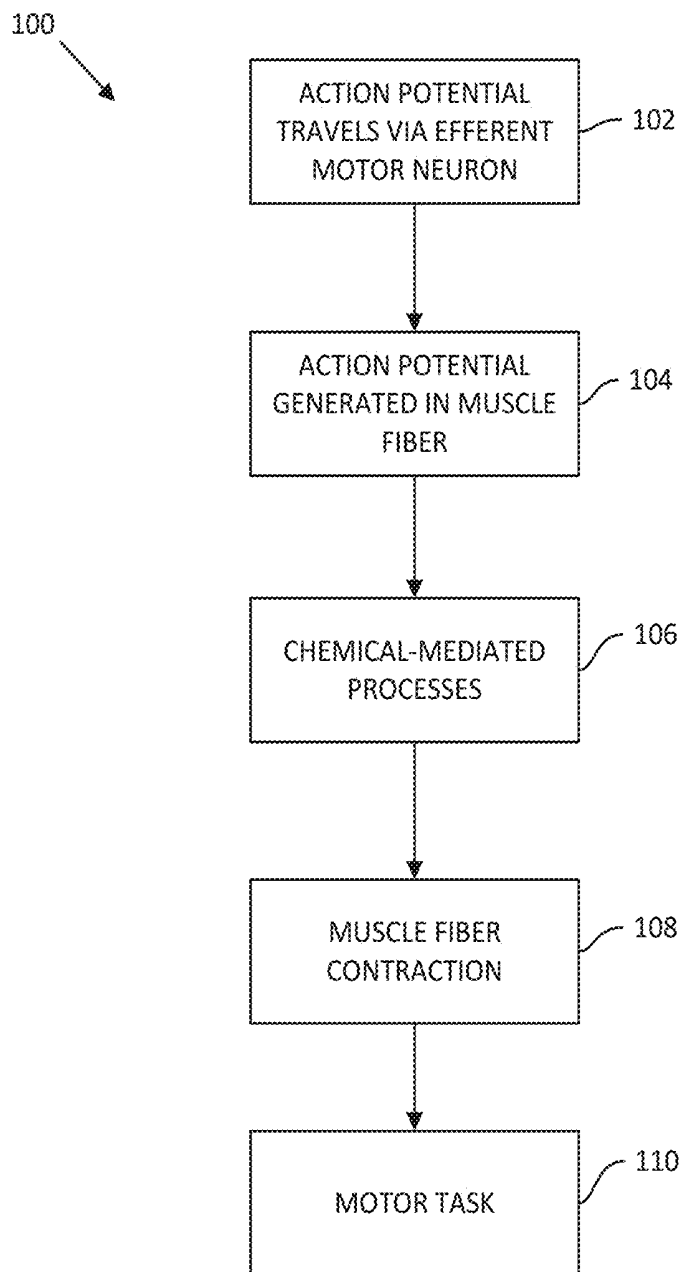 100
ACTION POTENTIAL
TRAVELS VIA EFFERENT
MOTOR NEURON
102
ACTION POTENTIAL
GENERATED IN MUSCLE
FIBER
104
CHEMICAL-MEDIATED
PROCESSES
106
MUSCLE FIBER
CONTRACTION
108
MOTOR TASK
110